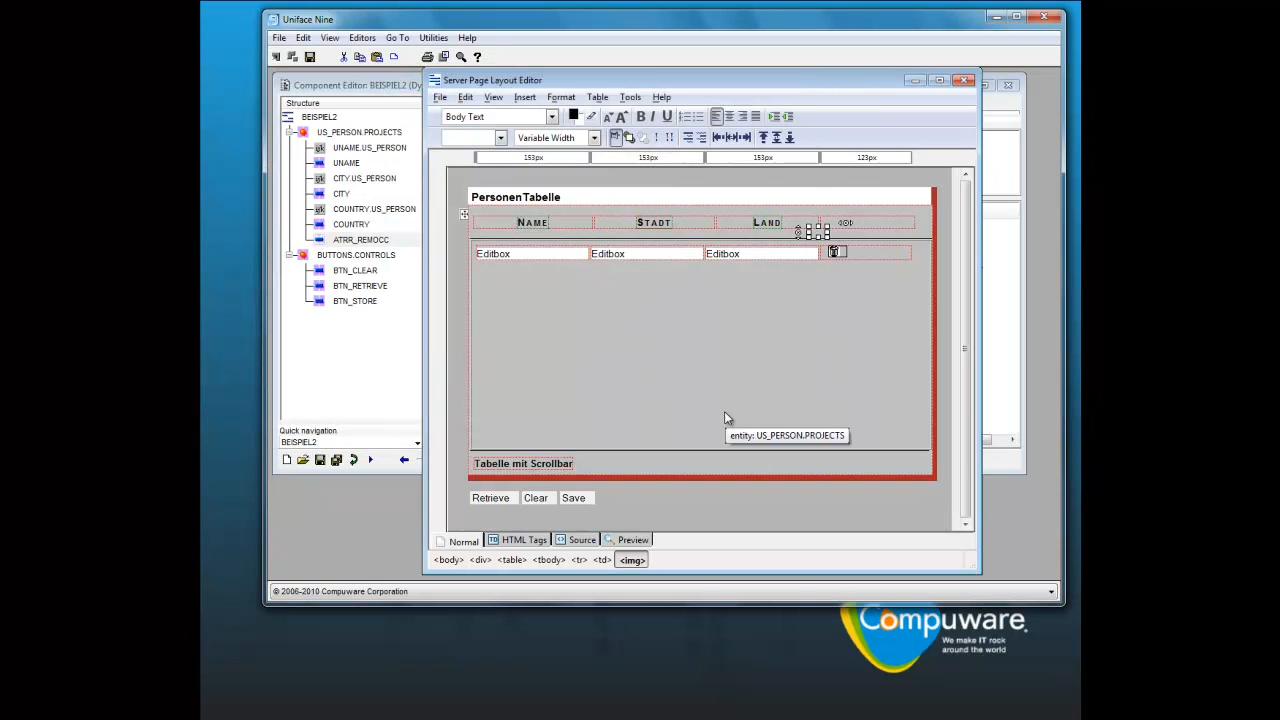 Uniface Nine
File Edit View Editors Go To Utilities Help
Component Editor: BEISPIEL2 (Dy
Structure
BEISPIEL2
US_PERSON.PROJECTS
UNAME.US_PERSON
UNAME
CITY.US_PERSON
CITY
COUNTRY.US_PERSON
COUNTRY
ATRR_REMOCC
BUTTONS.CONTROLS
BTN_CLEAR
BTN_RETRIEVE
BTN_STORE
Quick navigation
BEISPIEL2
Server Page Layout Editor
File Edit View Insert Format Table Tools Help
Body Text
B I U
Variable Width
153px 153px 153px 123px
PersonenTabelle
NAME STADT LAND
Editbox Editbox Editbox
entity: US_PERSON.PROJECTS
Tabelle mit Scrollbar
Retrieve Clear Save
Normal HTML Tags Source Preview
<body> <div> <table> <tbody> <tr> <td> <img>
© 2006-2010 Compuware Corporation
Compuware.
We make IT rock
around the world